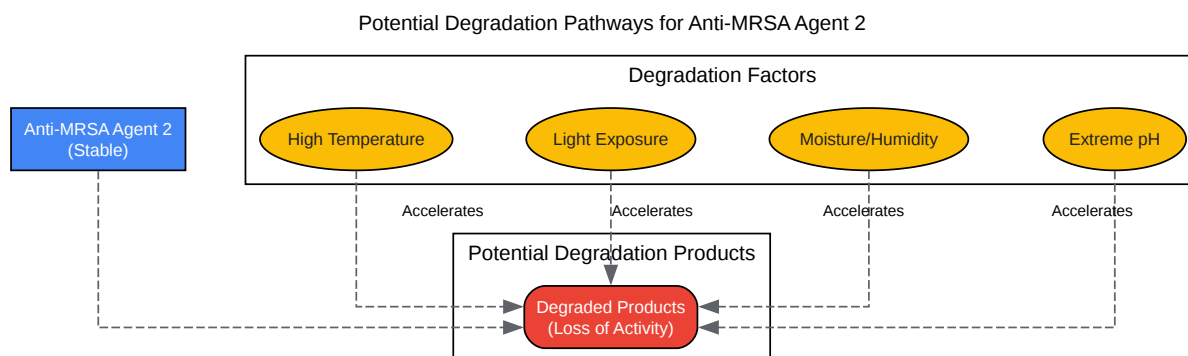 Potential Degradation Pathways for Anti-MRSA Agent 2
Degradation Factors
Anti-MRSA Agent 2
(Stable)
High Temperature
Light Exposure
Moisture/Humidity
Extreme pH
Accelerates
Accelerates
Accelerates
Accelerates
Potential Degradation Products
Degraded Products
(Loss of Activity)